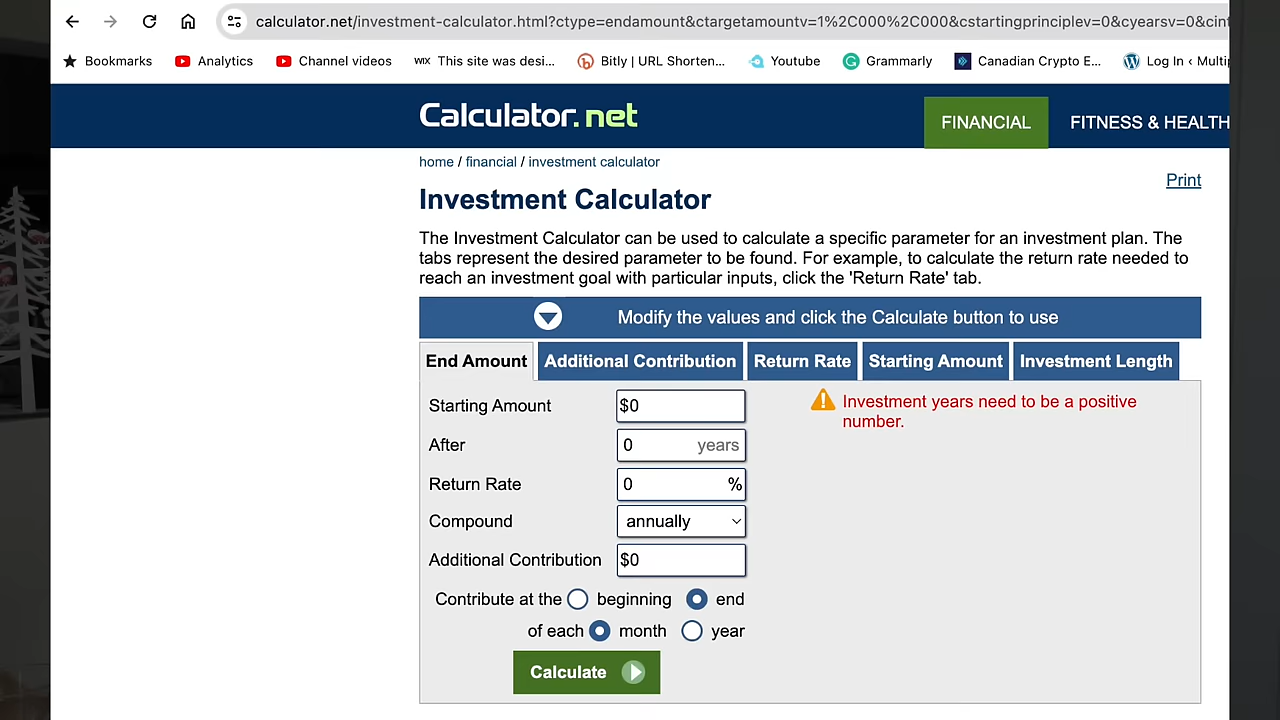 calculator.net/investment-calculator.html?ctype=endamount&ctargetamountv=1%2C000%2C000&cstartingprinciplev=0&cyearsv=0&cint
Bookmarks Analytics Channel videos WIX This site was desi... Bitly | URL Shorten... Youtube Grammarly Canadian Crypto E... Log In ‹ Multip
Calculator.net
FINANCIAL FITNESS & HEALTH
home / financial / investment calculator
Print
Investment Calculator
The Investment Calculator can be used to calculate a specific parameter for an investment plan. The
tabs represent the desired parameter to be found. For example, to calculate the return rate needed to
reach an investment goal with particular inputs, click the 'Return Rate' tab.
Modify the values and click the Calculate button to use
End Amount Additional Contribution Return Rate Starting Amount Investment Length
Starting Amount $0
Investment years need to be a positive
number.
After 0 years
Return Rate 0 %
Compound annually
Additional Contribution $0
Contribute at the beginning end
of each month year
Calculate